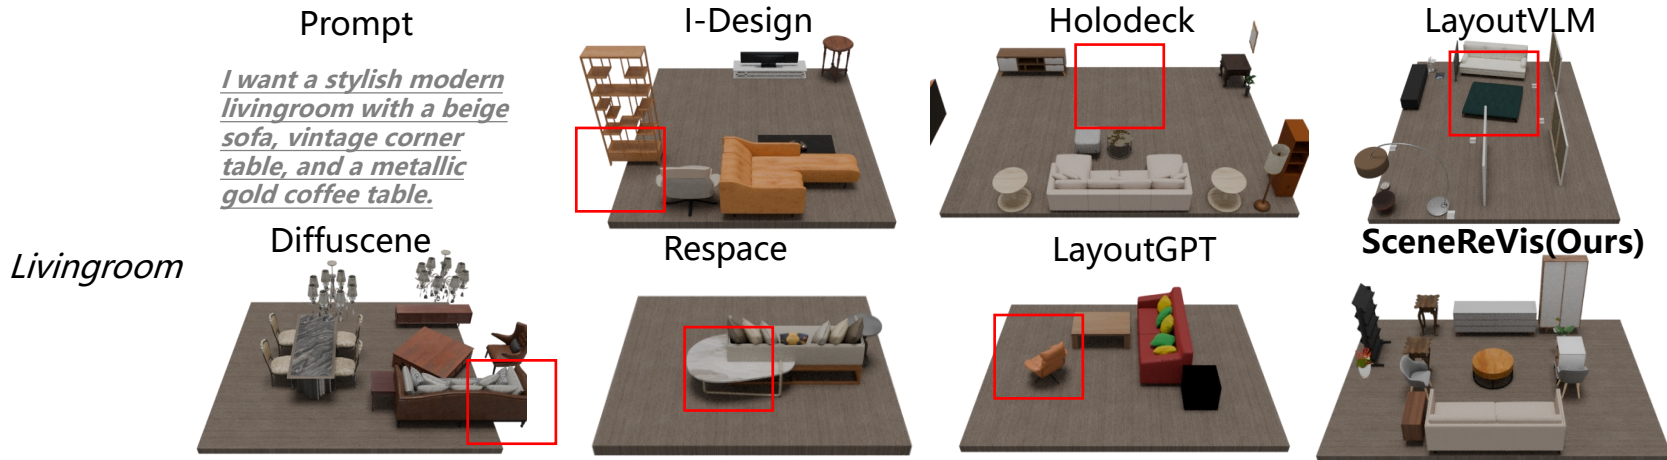 Prompt
I-Design
Holodeck
LayoutVLM
I want a stylish modern
livingroom with a beige
sofa, vintage corner
table, and a metallic
gold coffee table.
Livingroom
Diffuscene
Respace
LayoutGPT
SceneReVis(Ours)